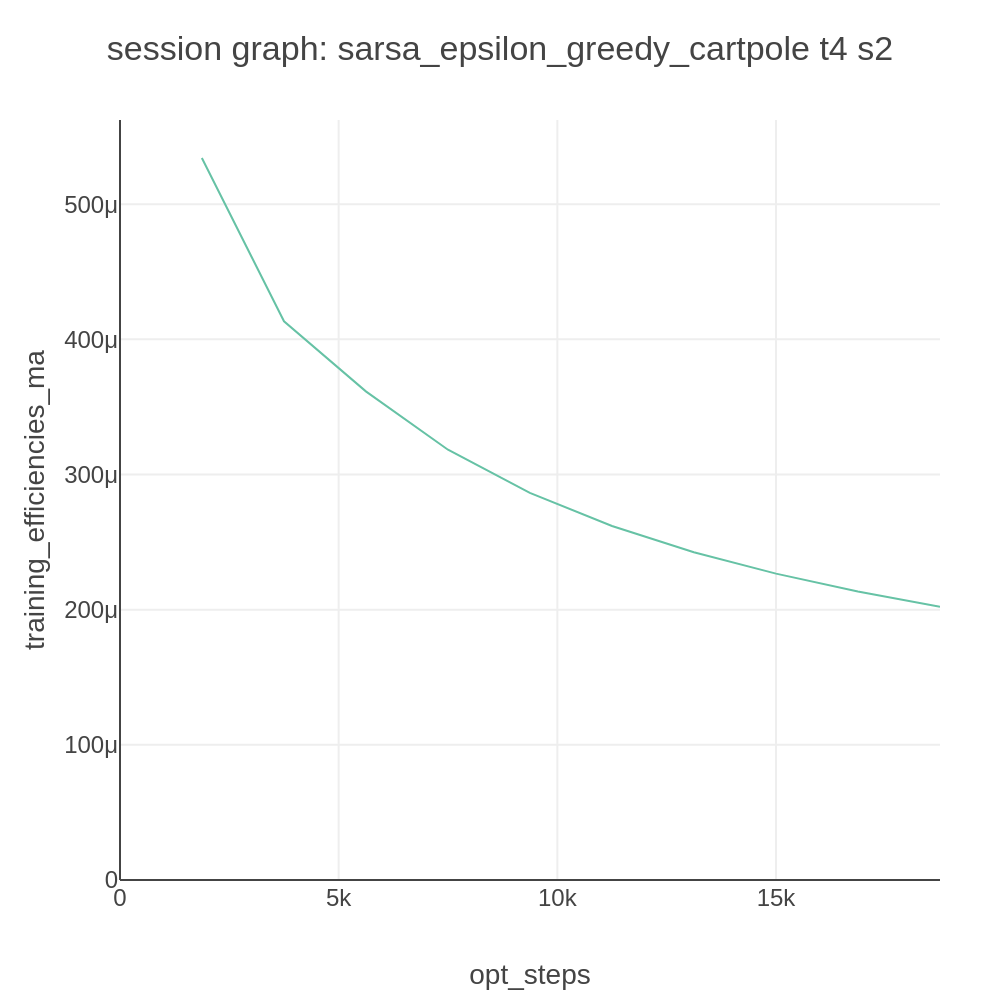 session graph: sarsa_epsilon_greedy_cartpole t4 s2
training_efficiencies_ma
500μ
400μ
300μ
200μ
100μ
0
0
5k
10k
15k
opt_steps